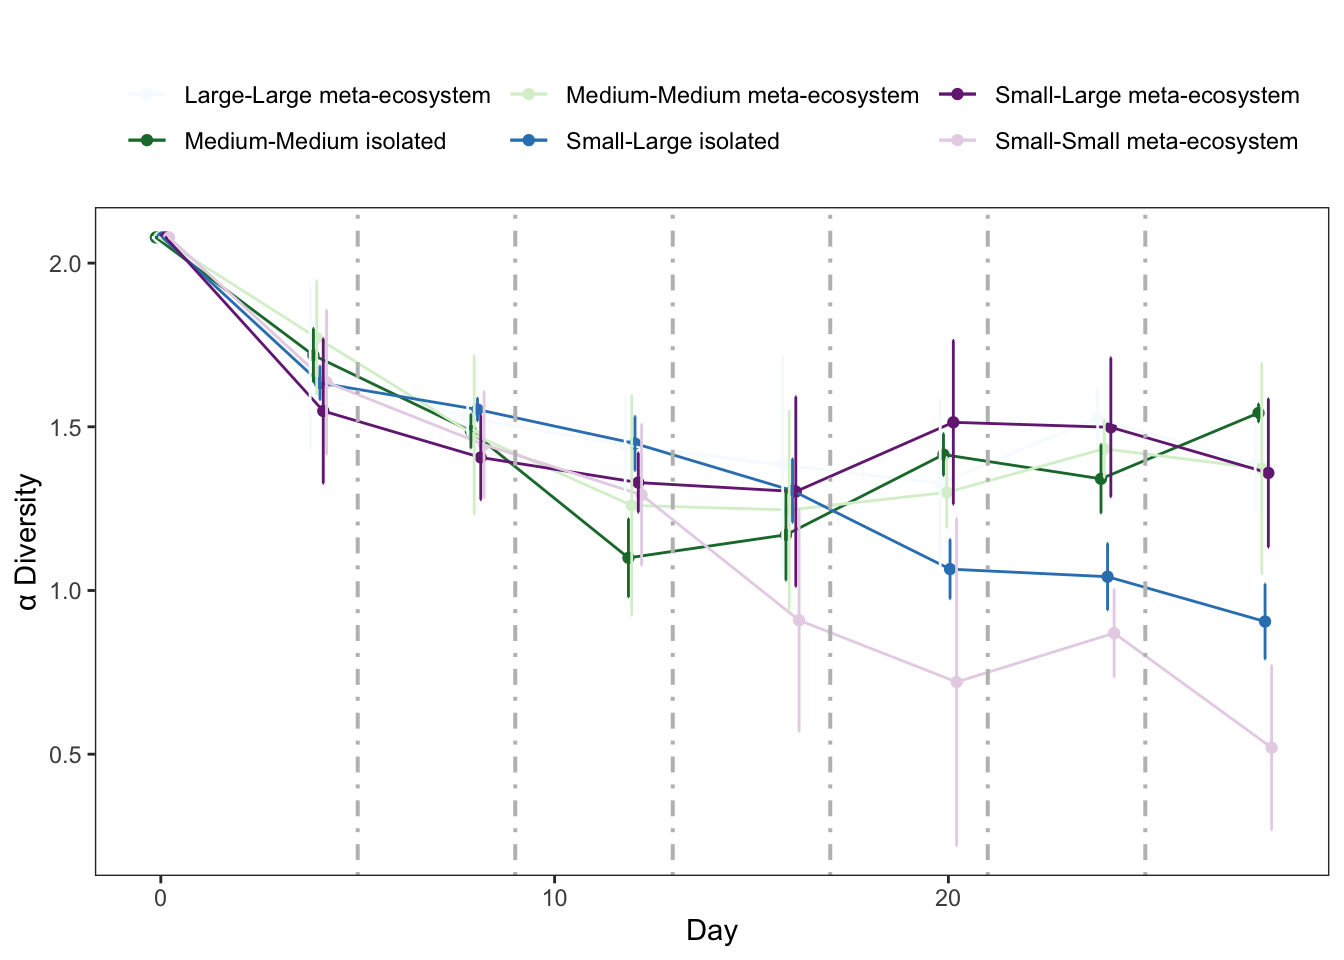 Large-Large meta-ecosystem Medium-Medium meta-ecosystem Small-Large meta-ecosystem
Medium-Medium isolated Small-Large isolated Small-Small meta-ecosystem
2.0
1.5
1.0
0.5
α Diversity
0 10 20
Day